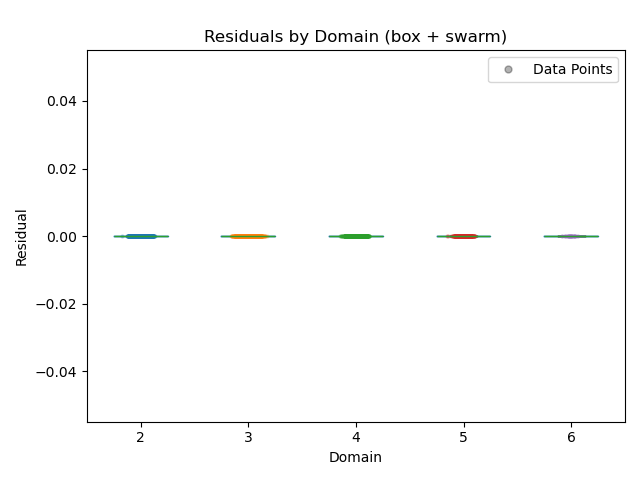 Residuals by Domain (box + swarm)
Data Points
0.04
0.02
0.00
−0.02
−0.04
Residual
2 3 4 5 6
Domain